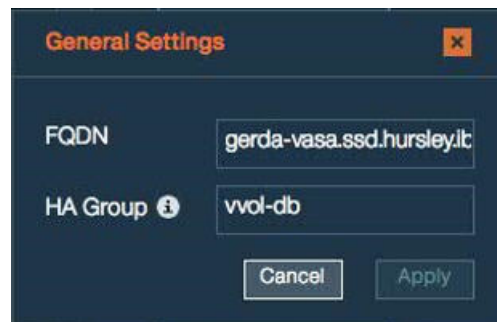 General Settings
FQDN
gerda-vasa.ssd.hursley.ib
HA Group
vvol-db
Cancel
Apply